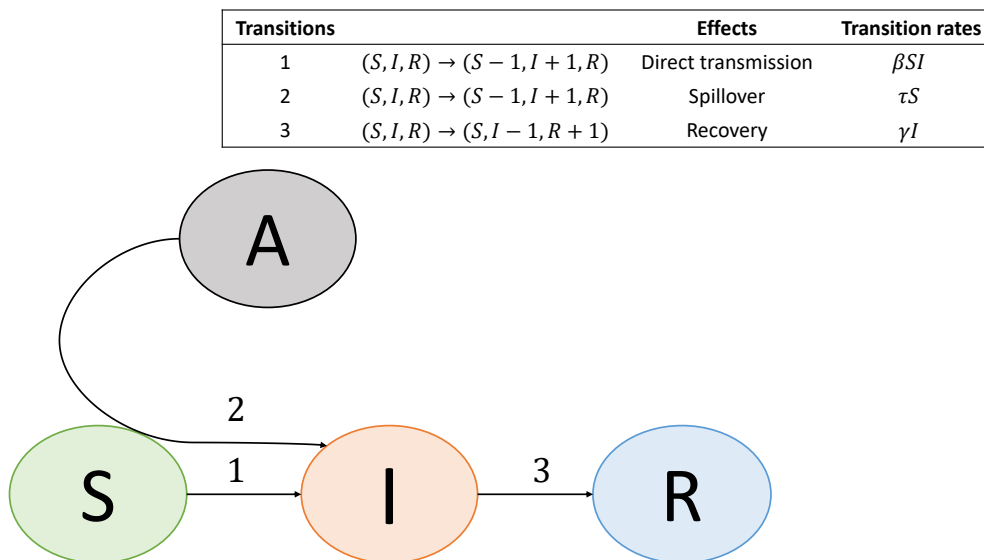 Transitions Effects Transition rates
1 (S, I, R) → (S − 1, I + 1, R) Direct transmission βSI
2 (S, I, R) → (S − 1, I + 1, R) Spillover τS
3 (S, I, R) → (S, I − 1, R + 1) Recovery γI
A
2
S 1 I 3 R